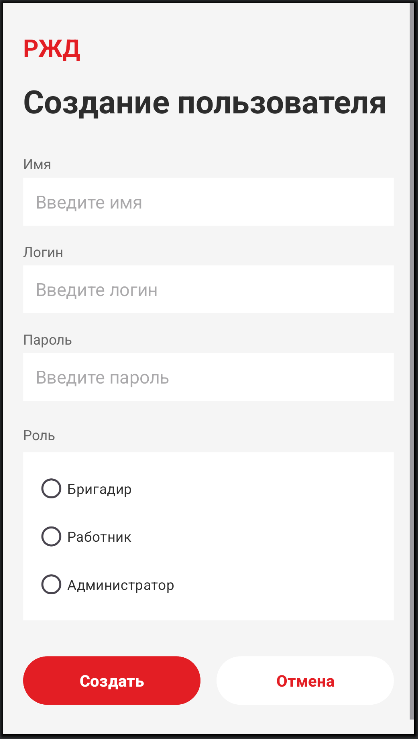 РЖД
Создание пользователя
Имя
Введите имя
Логин
Введите логин
Пароль
Введите пароль
Роль
Бригадир
Работник
Администратор
Создать
Отмена